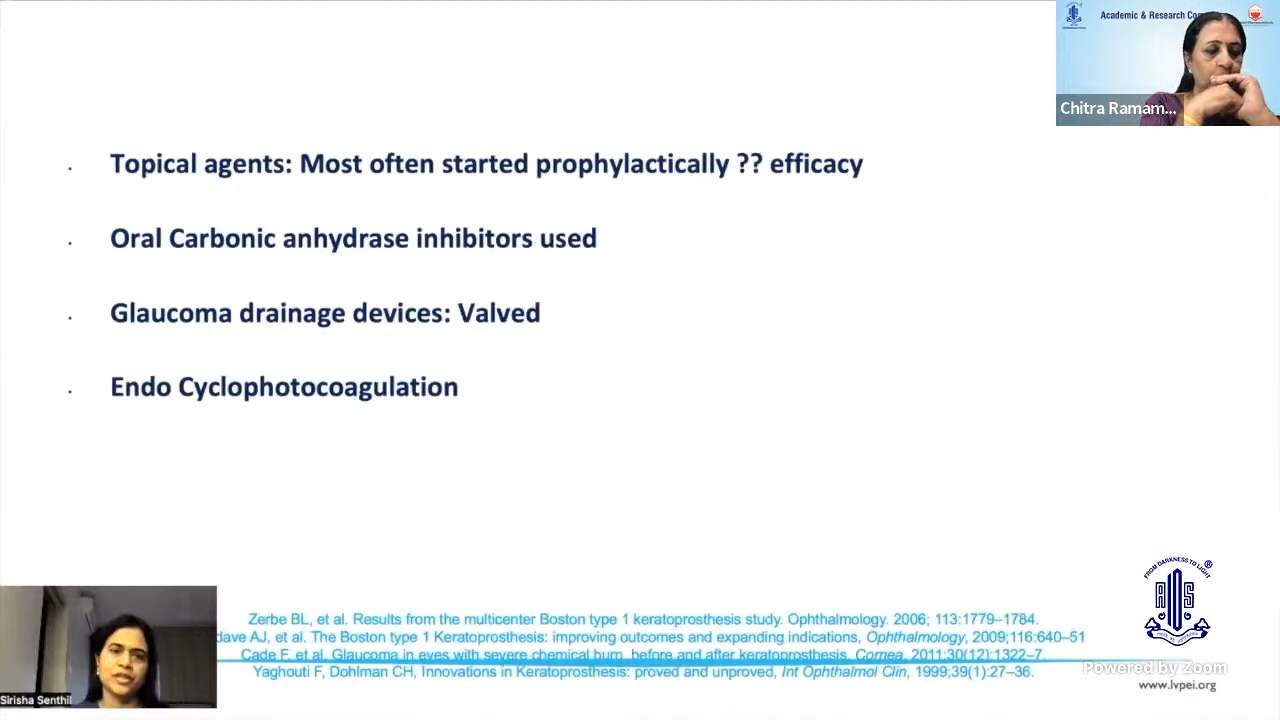 Academic & Research Co
Chitra Ramam...
Topical agents: Most often started prophylactically ?? efficacy
Oral Carbonic anhydrase inhibitors used
Glaucoma drainage devices: Valved
Endo Cyclophotocoagulation
Zerbe BL, et al. Results from the multicenter Boston type 1 keratoprosthesis study. Ophthalmology. 2006; 113:1779–1784.
dave AJ, et al. The Boston type 1 Keratoprosthesis: improving outcomes and expanding indications, Ophthalmology, 2009;116:640–51
Cade F, et al. Glaucoma in eyes with severe chemical burn, before and after keratoprosthesis. Cornea, 2011;30(12):1322–7.
Yaghouti F, Dohlman CH, Innovations in Keratoprosthesis: proved and unproved, Int Ophthalmol Clin, 1999;39(1):27–36.
Sirisha Senthil
FROM DARKNESS TO LIGHT
®
Powered by Zoom
www.lvpei.org